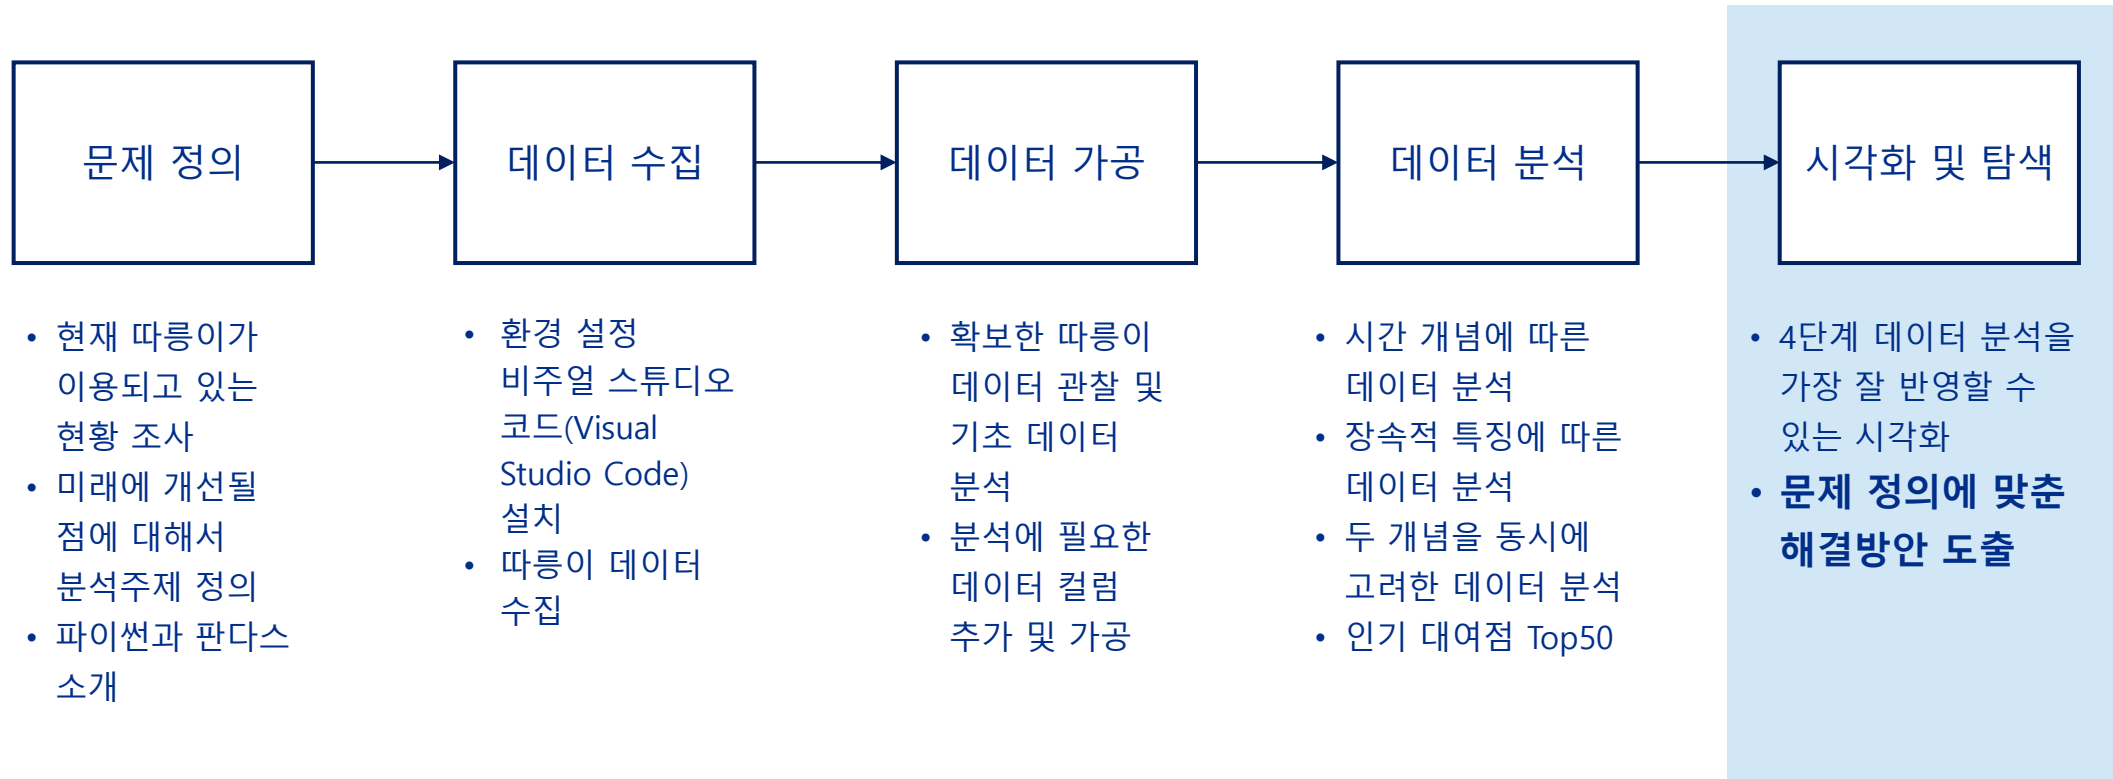 문제 정의
데이터 수집
데이터 가공
데이터 분석
시각화 및 탐색
• 현재 따릉이가
이용되고 있는
현황 조사
• 미래에 개선될
점에 대해서
분석주제 정의
• 파이썬과 판다스
소개
• 환경 설정
비주얼 스튜디오
코드(Visual
Studio Code)
설치
• 따릉이 데이터
수집
• 확보한 따릉이
데이터 관찰 및
기초 데이터
분석
• 분석에 필요한
데이터 컬럼
추가 및 가공
• 시간 개념에 따른
데이터 분석
• 장속적 특징에 따른
데이터 분석
• 두 개념을 동시에
고려한 데이터 분석
• 인기 대여점 Top50
• 4단계 데이터 분석을
가장 잘 반영할 수
있는 시각화
• 문제 정의에 맞춘
해결방안 도출